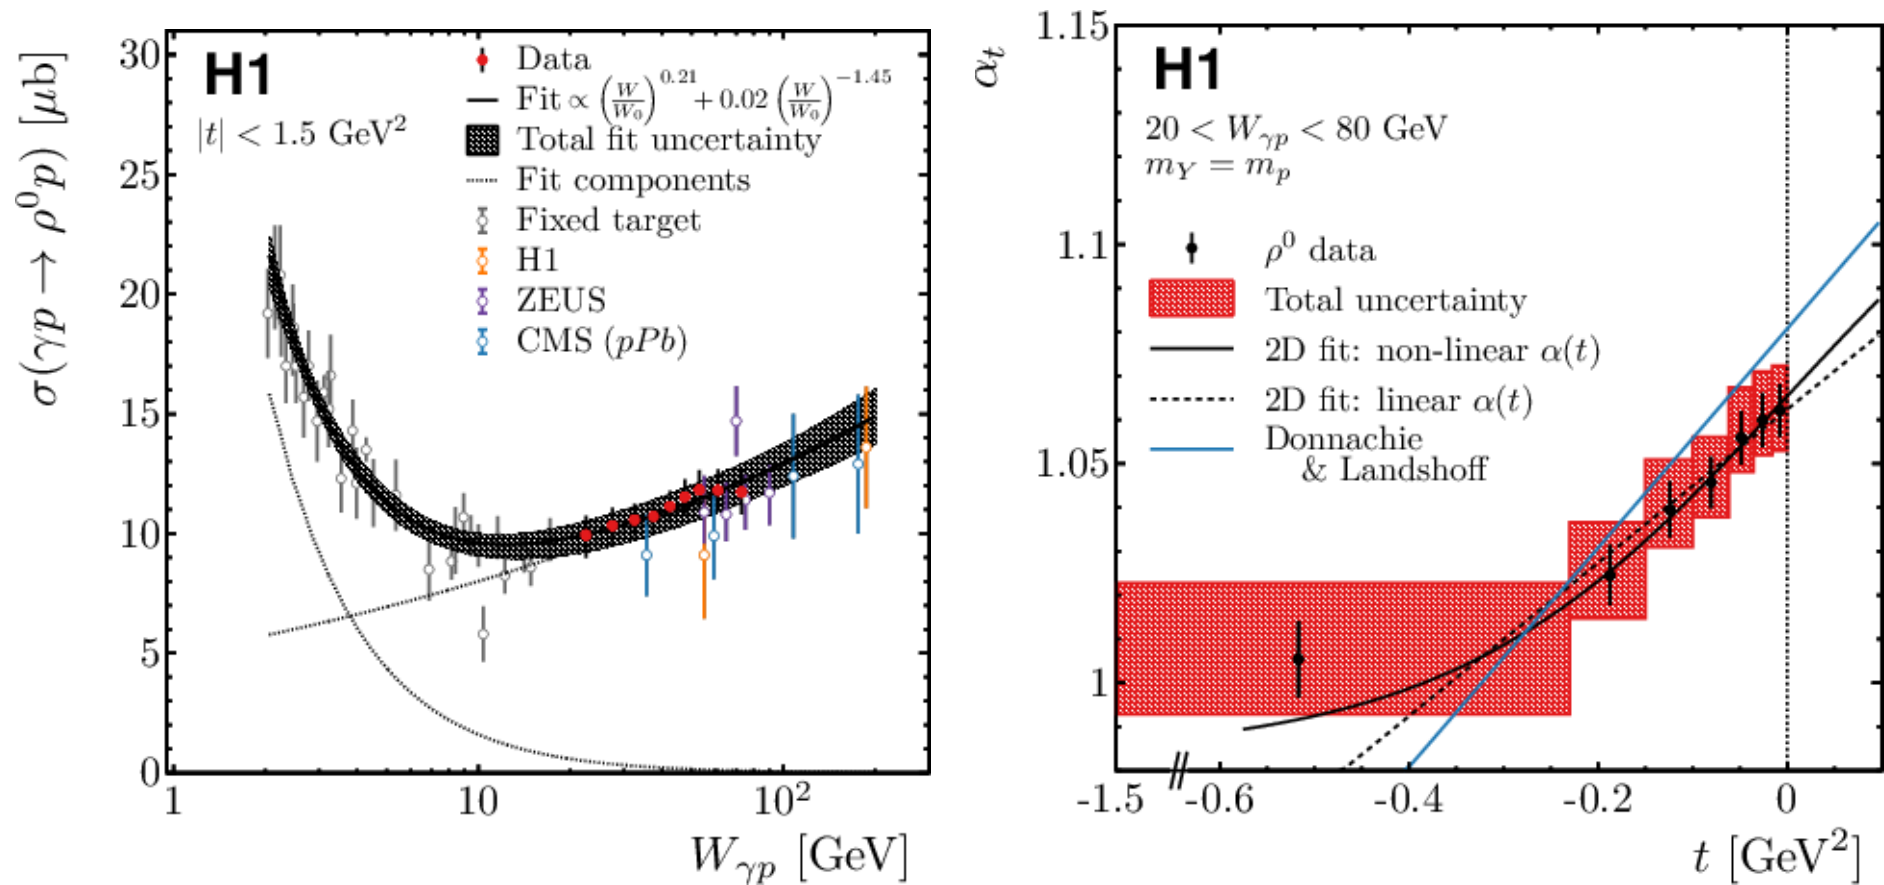 H1
|t| < 1.5 GeV²
Data
Fit ∝ (W/W₀)^0.21 + 0.02 (W/W₀)^−1.45
Total fit uncertainty
Fit components
Fixed target
H1
ZEUS
CMS (pPb)
σ(γp → ρ⁰p) [μb]
30
25
20
15
10
5
0
1
10
10²
W_γp [GeV]
H1
20 < W_γp < 80 GeV
m_Y = m_p
ρ⁰ data
Total uncertainty
2D fit: non-linear α(t)
2D fit: linear α(t)
Donnachie
& Landshoff
α_t
1.15
1.1
1.05
1
-1.5
-0.6
-0.4
-0.2
0
t [GeV²]